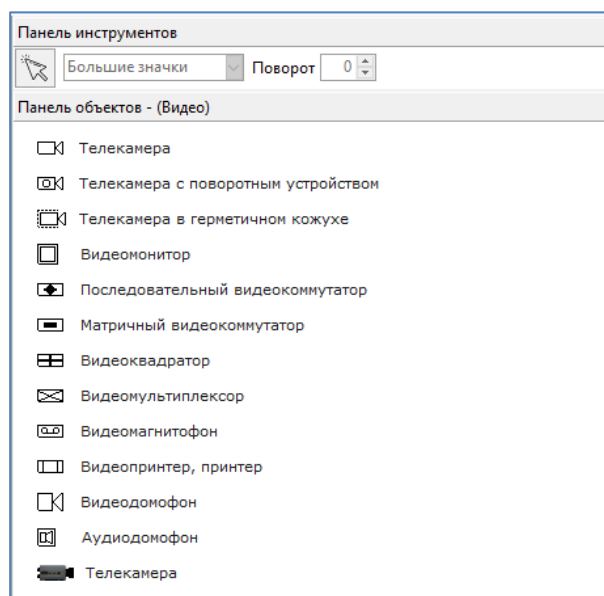 Панель инструментов
Большие значки Поворот 0
Панель объектов - (Видео)
Телекамера
Телекамера с поворотным устройством
Телекамера в герметичном кожухе
Видеомонитор
Последовательный видеокоммутатор
Матричный видеокоммутатор
Видеоквадратор
Видеомультиплексор
Видеомагнитофон
Видеопринтер, принтер
Видеодомофон
Аудиодомофон
Телекамера